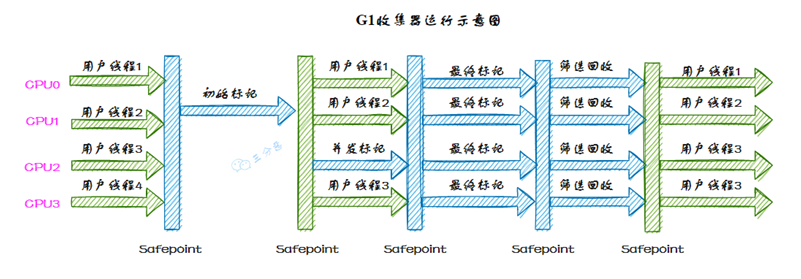 G1收集器运行示意图
用户线程1 用户线程1 最终标记 筛选回收 用户线程1
CPU0 初始标记
用户线程2 用户线程2 最终标记 筛选回收 用户线程2
CPU1
三分恶
用户线程3 并发标记 最终标记 筛选回收 用户线程3
CPU2
用户线程4 用户线程3 最终标记 筛选回收 用户线程3
CPU3
Safepoint Safepoint Safepoint Safepoint Safepoint